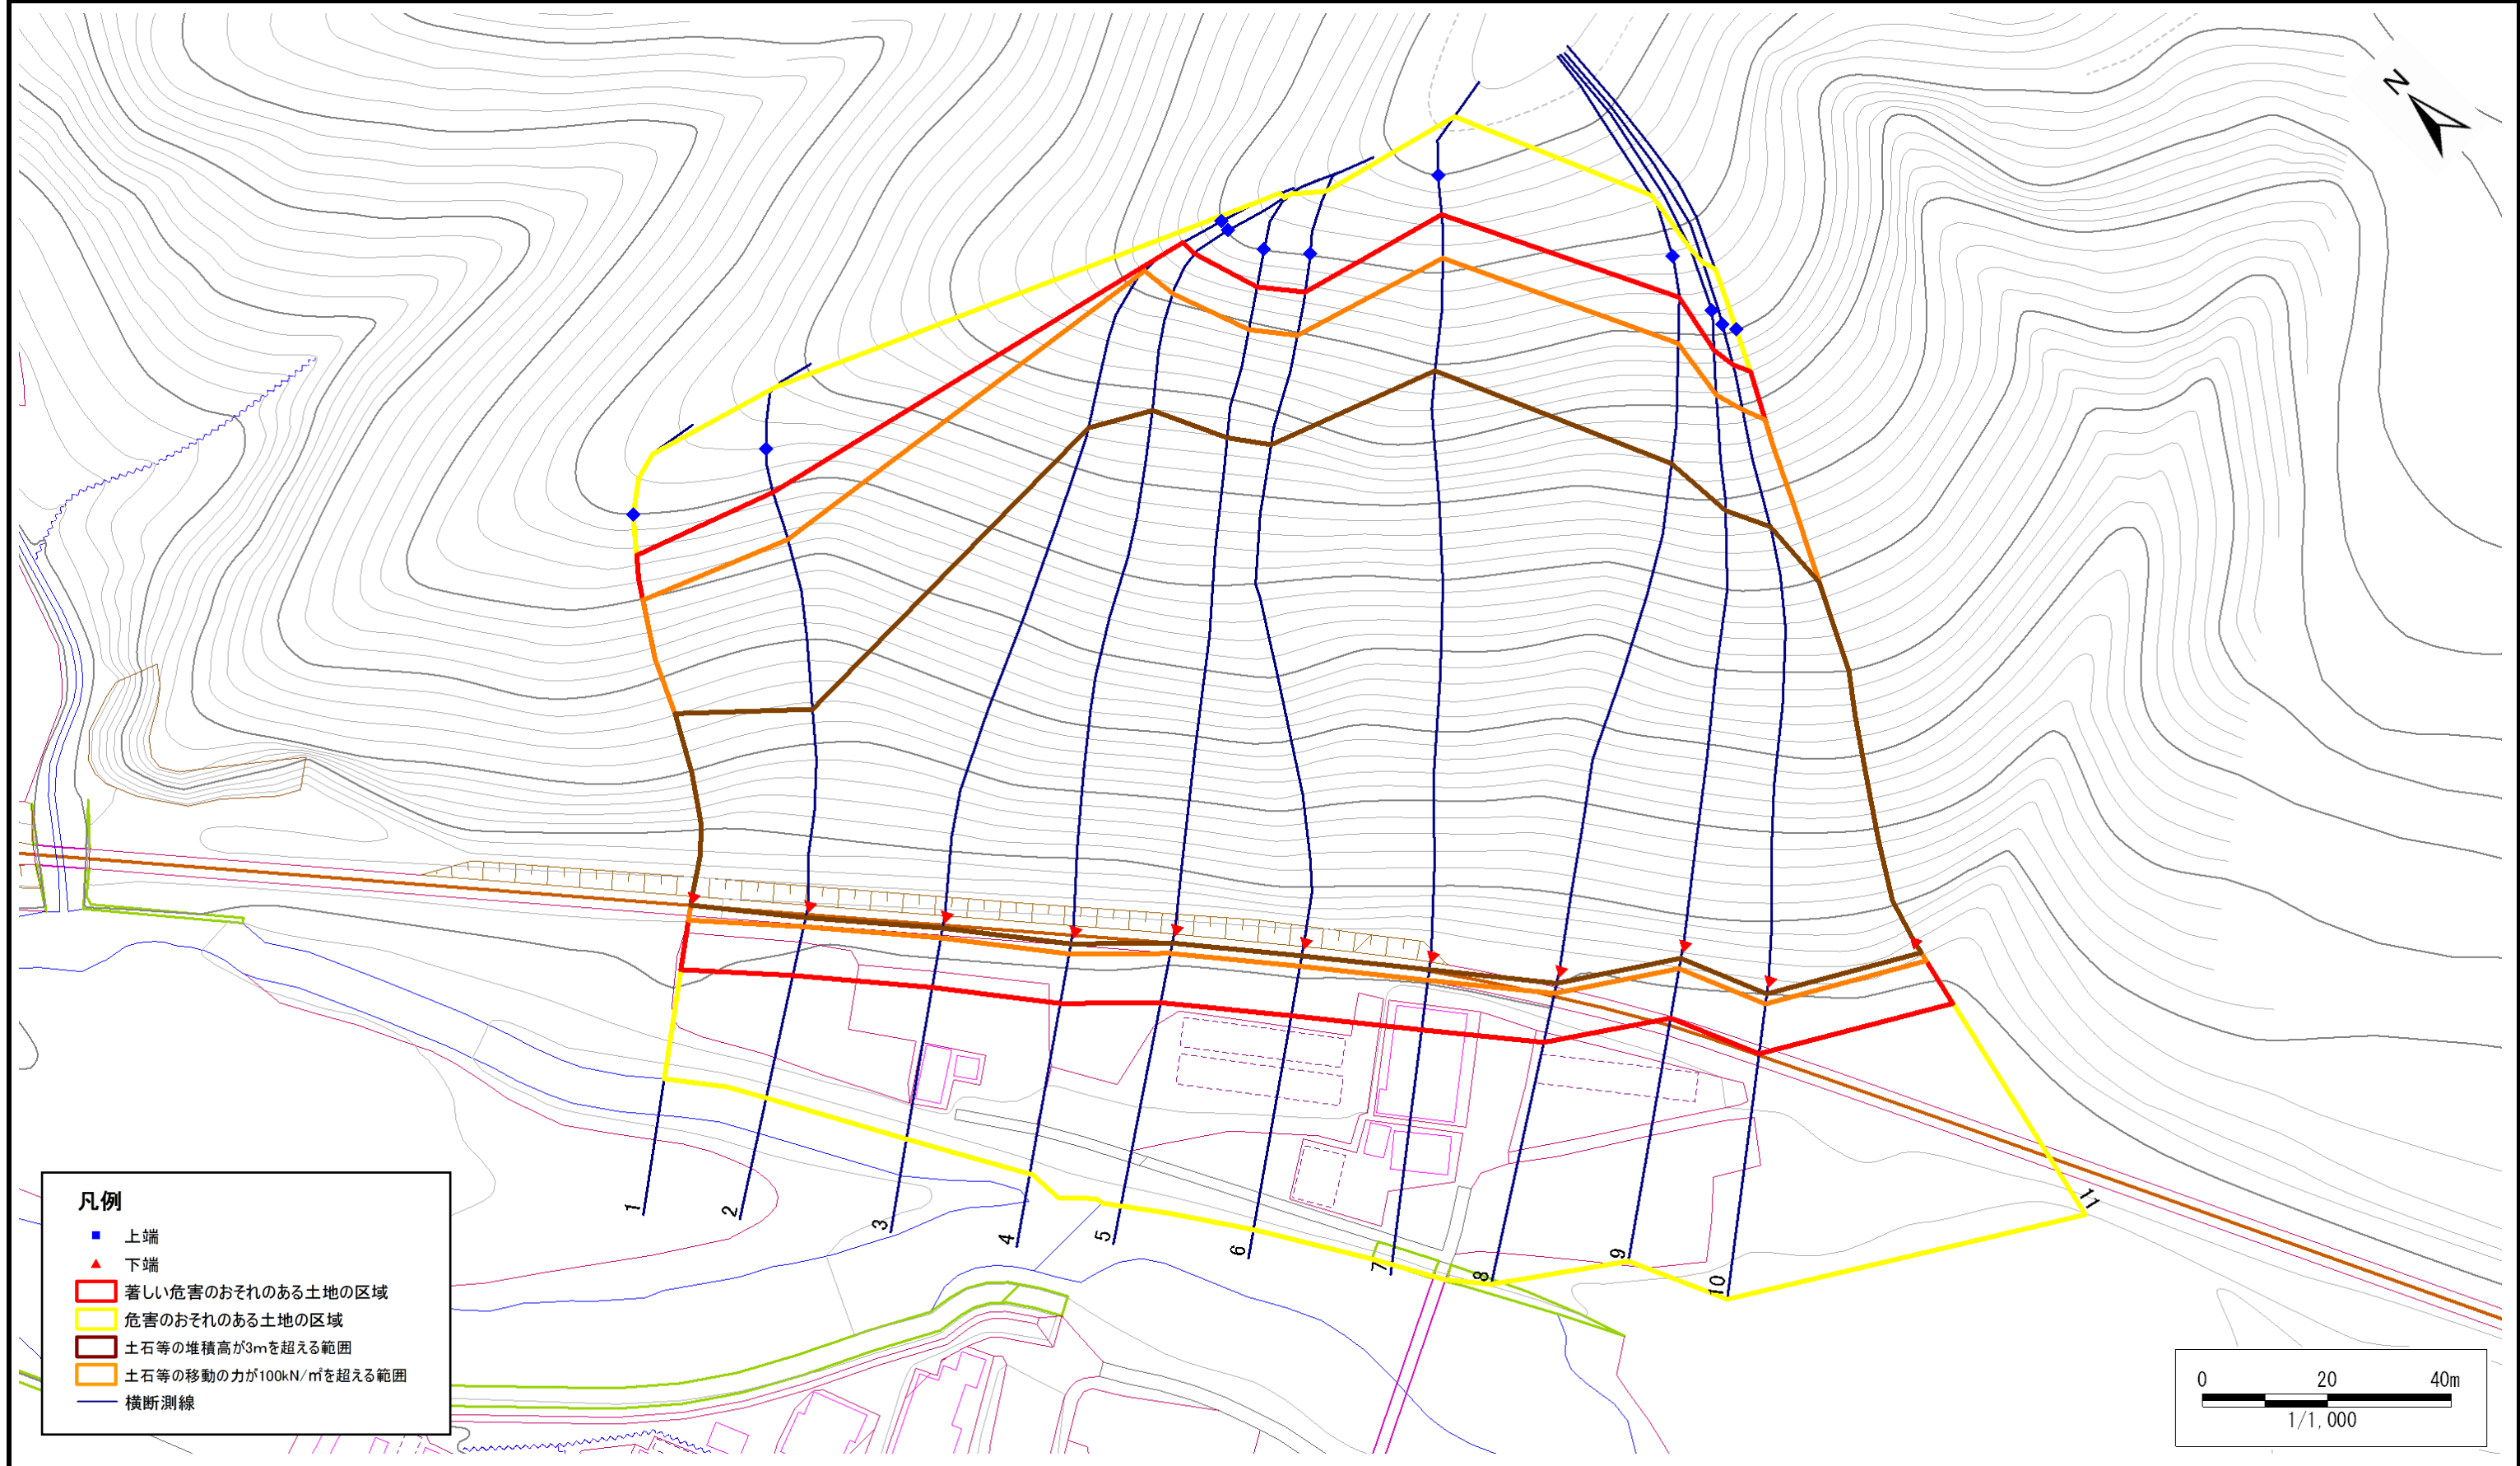 N
1
2
3
4
5
6
7
8
9
10
11
凡例
上端
下端
著しい危害のおそれのある土地の区域
危害のおそれのある土地の区域
土石等の堆積高が3mを超える範囲
土石等の移動の力が100kN/㎡を超える範囲
横断測線
0 20 40m
1/1,000